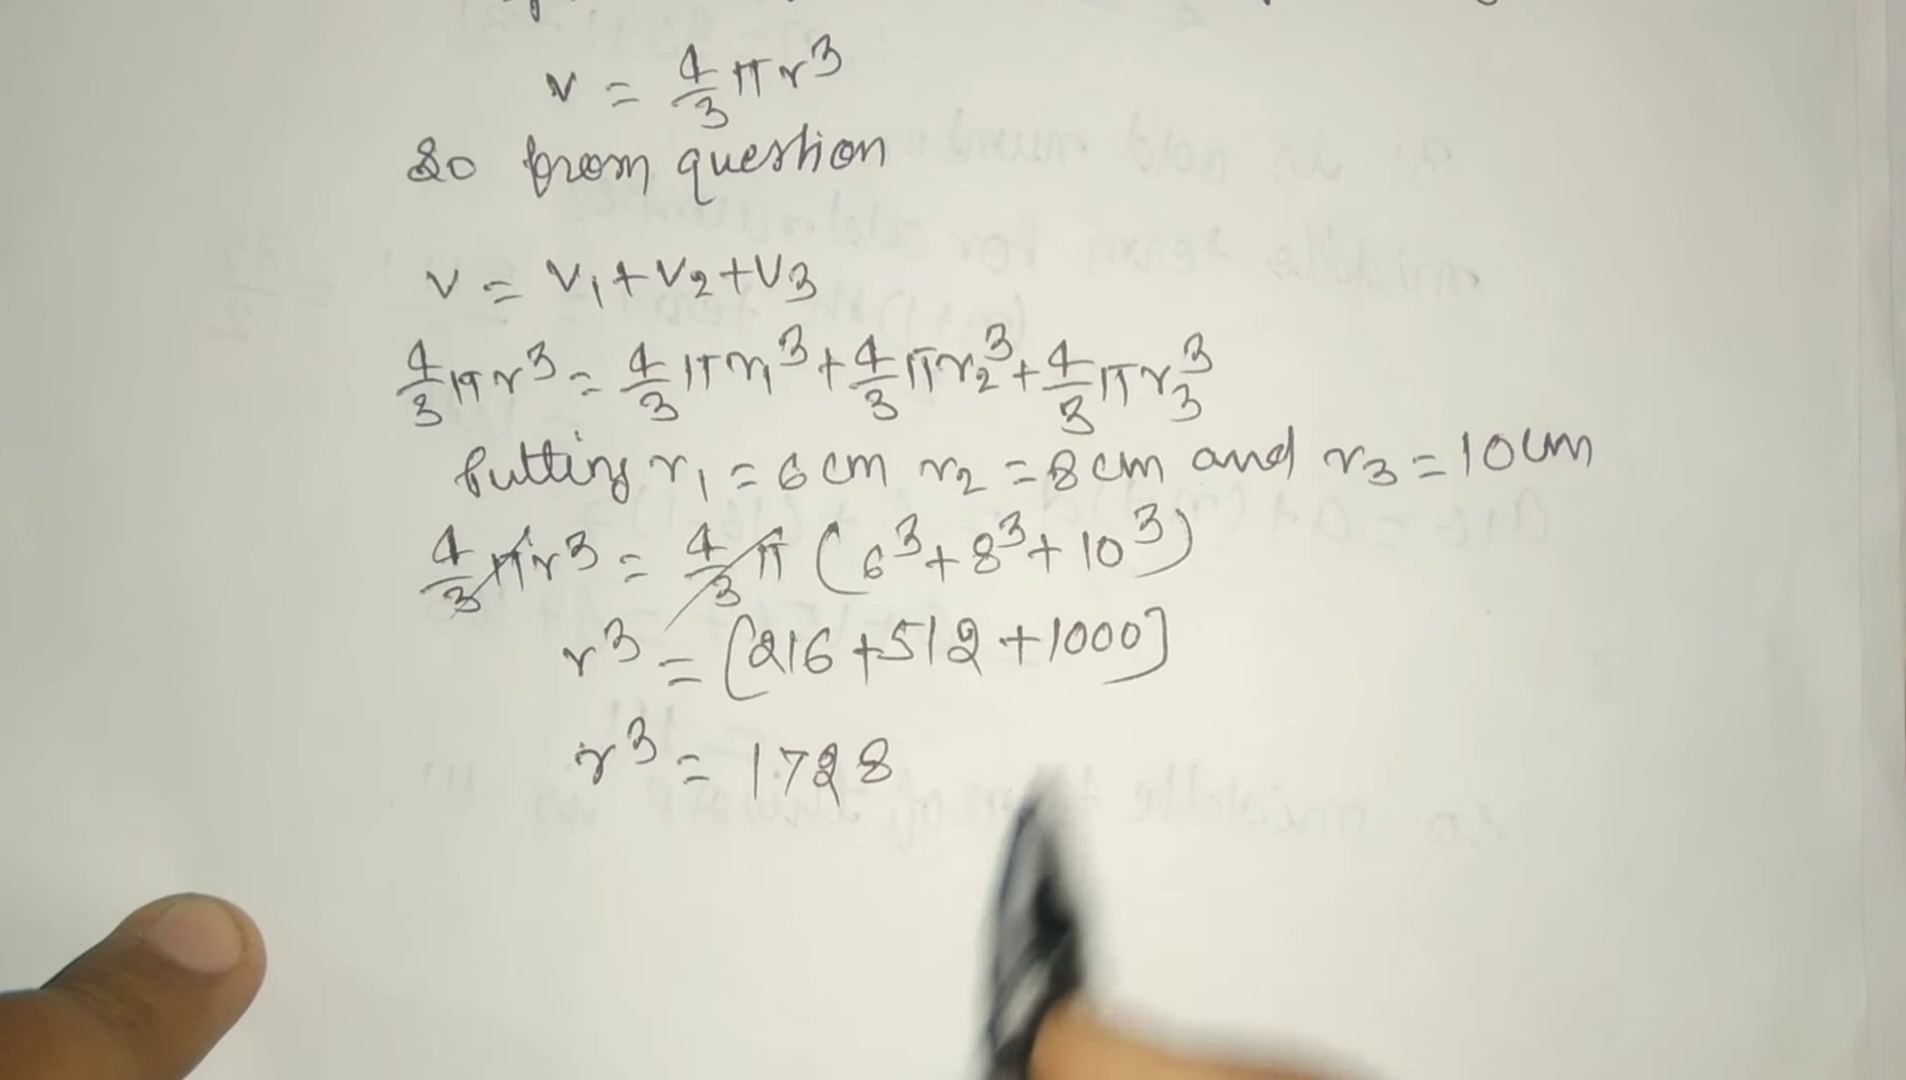 v = 4/3 πr³
So from question
v = v₁+v₂+v₃
4/3 πr³ = 4/3 πr₁³ + 4/3 πr₂³ + 4/3 πr₃³
Putting r₁ = 6 cm r₂ = 8 cm and r₃ = 10 cm
4/3 πr³ = 4/3 π (6³ + 8³ + 10³)
r³ = [216 + 512 + 1000]
r³ = 1728